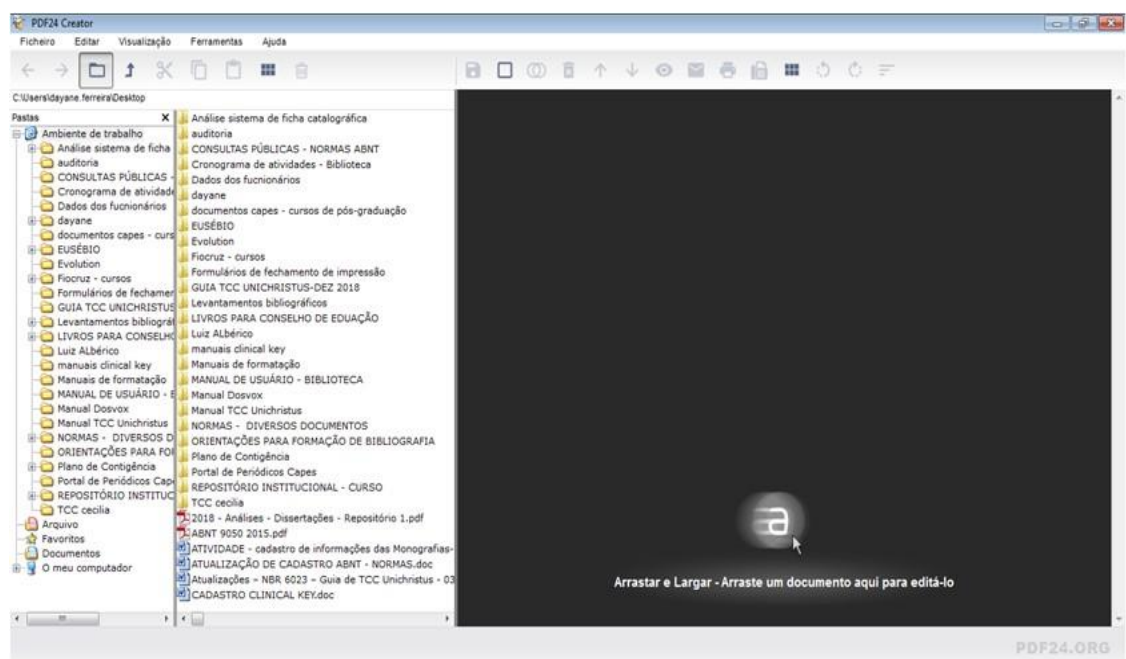 PDF24 Creator
Ficheiro Editar Visualização Ferramentas Ajuda
C:\Users\dayane.ferreira\Desktop
Pastas X
Ambiente de trabalho
Análise sistema de ficha
auditoria
CONSULTAS PÚBLICAS -
Cronograma de atividade
Dados dos fucnionários
dayane
documentos capes - curs
EUSÉBIO
Evolution
Fiocruz - cursos
Formulários de fechamen
GUIA TCC UNICHRISTUS
Levantamentos bibliográf
LIVROS PARA CONSELHO
Luiz ALbérico
manuais clinical key
Manuais de formatação
MANUAL DE USUÁRIO - B
Manual Dosvox
Manual TCC Unichristus
NORMAS - DIVERSOS D
ORIENTAÇÕES PARA FOR
Plano de Contigência
Portal de Periódicos Cape
REPOSITÓRIO INSTITUC
TCC cecilia
Arquivo
Favoritos
Documentos
O meu computador
Análise sistema de ficha catalográfica
auditoria
CONSULTAS PÚBLICAS - NORMAS ABNT
Cronograma de atividades - Biblioteca
Dados dos fucnionários
dayane
documentos capes - cursos de pós-graduação
EUSÉBIO
Evolution
Fiocruz - cursos
Formulários de fechamento de impressão
GUIA TCC UNICHRISTUS-DEZ 2018
Levantamentos bibliográficos
LIVROS PARA CONSELHO DE EDUAÇÃO
Luiz ALbérico
manuais clinical key
Manuais de formatação
MANUAL DE USUÁRIO - BIBLIOTECA
Manual Dosvox
Manual TCC Unichristus
NORMAS - DIVERSOS DOCUMENTOS
ORIENTAÇÕES PARA FORMAÇÃO DE BIBLIOGRAFIA
Plano de Contigência
Portal de Periódicos Capes
REPOSITÓRIO INSTITUCIONAL - CURSO
TCC cecilia
2018 - Análises - Dissertações - Repositório 1.pdf
ABNT 9050 2015.pdf
ATIVIDADE - cadastro de informações das Monografias-
ATUALIZAÇÃO DE CADASTRO ABNT - NORMAS.doc
Atualizações – NBR 6023 – Guia de TCC Unichristus - 03
CADASTRO CLINICAL KEY.doc
Arrastar e Largar - Arraste um documento aqui para editá-lo
PDF24.ORG